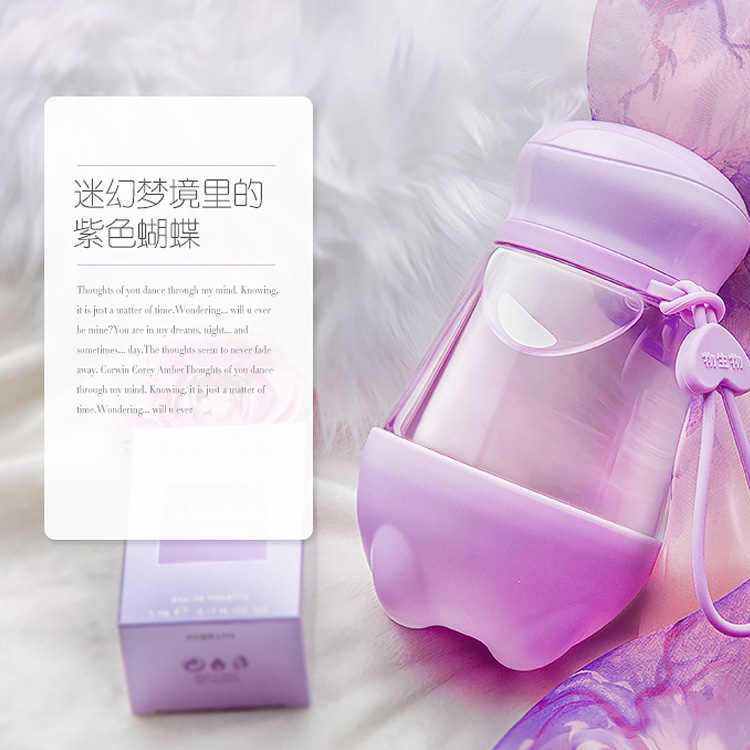 迷幻梦境里的
紫色蝴蝶
Thoughts of you dance through my mind. Knowing,
it is just a matter of time.Wondering... will u ever
be mine?You are in my dreams, night... and
sometimes... day.The thoughts seem to never fade
away. Corwin Corey AmberThoughts of you dance
through my mind. Knowing, it is just a matter of
time.Wondering... will u ever
物生物
EAU DE TOILETTE